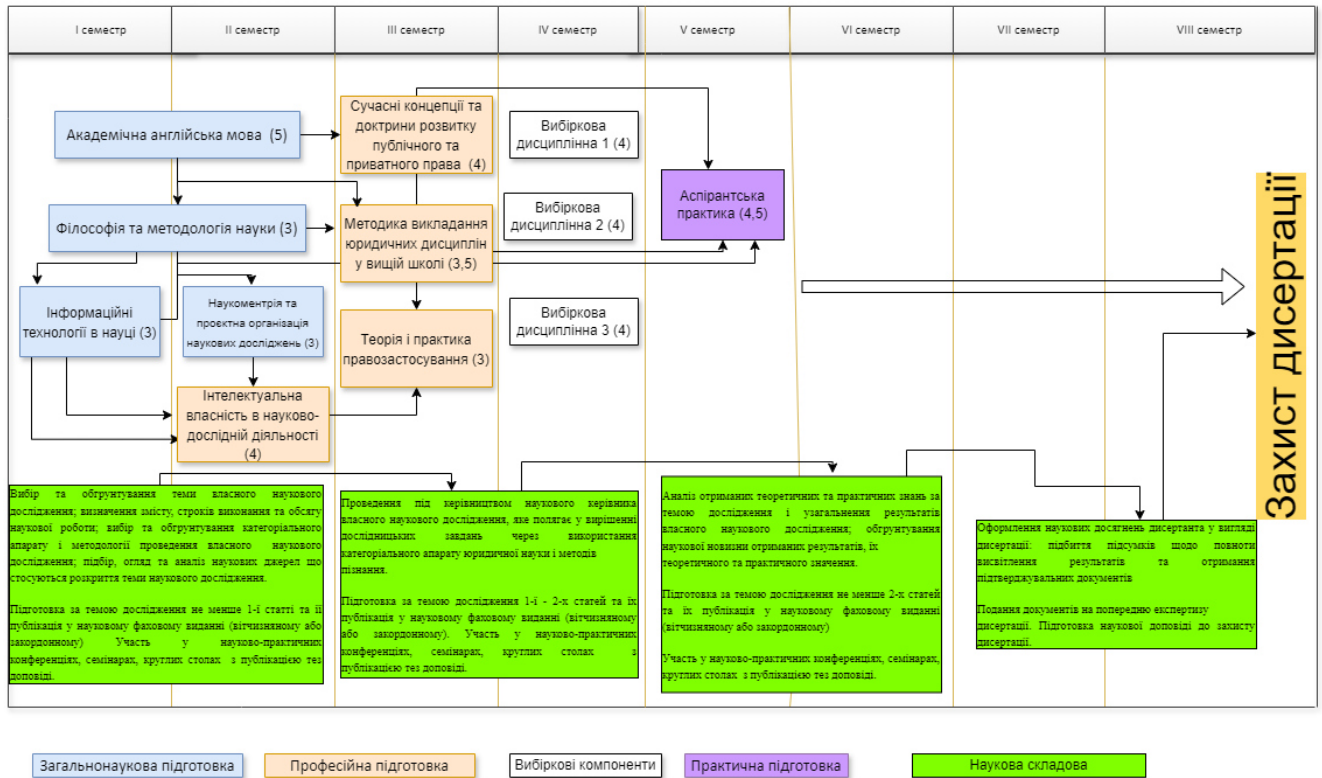 I семестр
II семестр
III семестр
IV семестр
V семестр
VI семестр
VII семестр
VIII семестр
Академічна англійська мова (5)
Сучасні концепції та
доктрини розвитку
публічного та
приватного права (4)
Вибіркова
дисциплінна 1 (4)
Філософія та методологія науки (3)
Методика викладання
юридичних дисциплін
у вищій школі (3,5)
Вибіркова
дисциплінна 2 (4)
Аспірантська
практика (4,5)
Інформаційні
технології в науці (3)
Наукоментрія та
проєктна організація
наукових досліджень (3)
Теорія і практика
правозастосування (3)
Вибіркова
дисциплінна 3 (4)
Інтелектуальна
власність в науково-
дослідній діяльності
(4)
Захист дисертації
Вибір та обгрунтування теми власного наукового
дослідження; визначення змісту, строків виконання та обсягу
наукової роботи; вибір та обгрунтування категоріального
апарату і методології проведення власного наукового
дослідження; підбір, огляд та аналіз наукових джерел що
стосуються розкриття теми наукового дослідження.
Підготовка за темою дослідження не менше 1-ї статті та її
публікація у науковому фаховому виданні (вітчизняному або
закордонному) Участь у науково-практичних
конференціях, семінарах, круглих столах з публікацією тез
доповіді.
Проведення під керівництвом наукового керівника
власного наукового дослідження, яке полягає у вирішенні
дослідницьких завдань через використання
категоріального апарату юридичної науки і методів
пізнання.
Підготовка за темою дослідження 1-ї - 2-х статей та їх
публікація у науковому фаховому виданні (вітчизняному
або закордонному). Участь у науково-практичних
конференціях, семінарах, круглих столах з
публікацією тез доповіді.
Аналіз отриманих теоретичних та практичних знань за
темою дослідження і узагальнення результатів
власного наукового дослідження; обгрунтування
наукової новизни отриманих результатів, їх
теоретичного та практичного значення.
Підготовка за темою дослідження не менше 2-х статей
та їх публікація у науковому фаховому виданні
(вітчизняному або закордонному)
Участь у науково-практичних конференціях, семінарах,
круглих столах з публікацією тез доповіді.
Оформлення наукових досягнень дисертанта у вигляді
дисертації: підбиття підсумків щодо повноти
висвітлення результатів та отримання
підтверджувальних документів
Подання документів на попередню експертизу
дисертації. Підготовка наукової доповіді до захисту
дисертації.
Загальнонаукова підготовка
Професійна підготовка
Вибіркові компоненти
Практична підготовка
Наукова складова